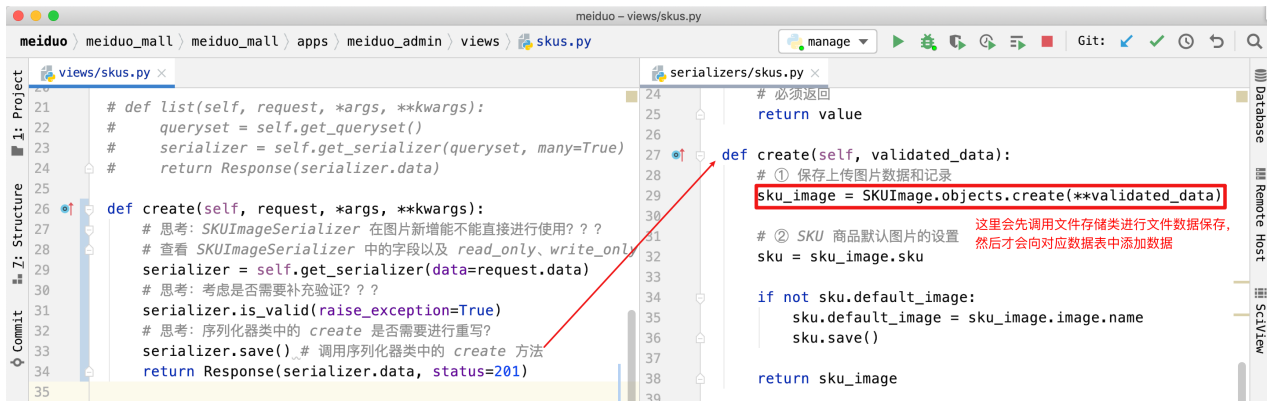 meiduo – views/skus.py
meiduo meiduo_mall meiduo_mall apps meiduo_admin views skus.py manage Git:
1: Project
7: Structure
Commit
views/skus.py
21 # def list(self, request, *args, **kwargs):
22 #     queryset = self.get_queryset()
23 #     serializer = self.get_serializer(queryset, many=True)
24 #     return Response(serializer.data)
25
26 def create(self, request, *args, **kwargs):
27     # 思考：SKUImageSerializer 在图片新增能不能直接进行使用？？？
28     # 查看 SKUImageSerializer 中的字段以及 read_only、write_only
29     serializer = self.get_serializer(data=request.data)
30     # 思考：考虑是否需要补充验证？？？
31     serializer.is_valid(raise_exception=True)
32     # 思考：序列化器类中的 create 是否需要进行重写？
33     serializer.save() # 调用序列化器类中的 create 方法
34     return Response(serializer.data, status=201)
35
serializers/skus.py
24     # 必须返回
25     return value
26
27 def create(self, validated_data):
28     # ① 保存上传图片数据和记录
29     sku_image = SKUImage.objects.create(**validated_data)
30
这里会先调用文件存储类进行文件数据保存，
然后才会向对应数据表中添加数据
31     # ② SKU 商品默认图片的设置
32     sku = sku_image.sku
33
34     if not sku.default_image:
35         sku.default_image = sku_image.image.name
36         sku.save()
37
38     return sku_image
39
Database
Remote Host
SciView